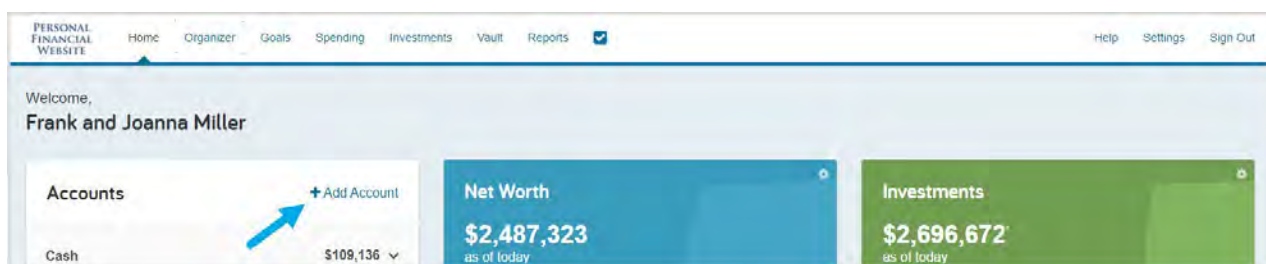 PERSONAL
FINANCIAL
WEBSITE
Home Organizer Goals Spending Investments Vault Reports
Help Settings Sign Out
Welcome,
Frank and Joanna Miller
Accounts
+ Add Account
Cash
$109,136
Net Worth
$2,487,323
as of today
Investments
$2,696,672
as of today